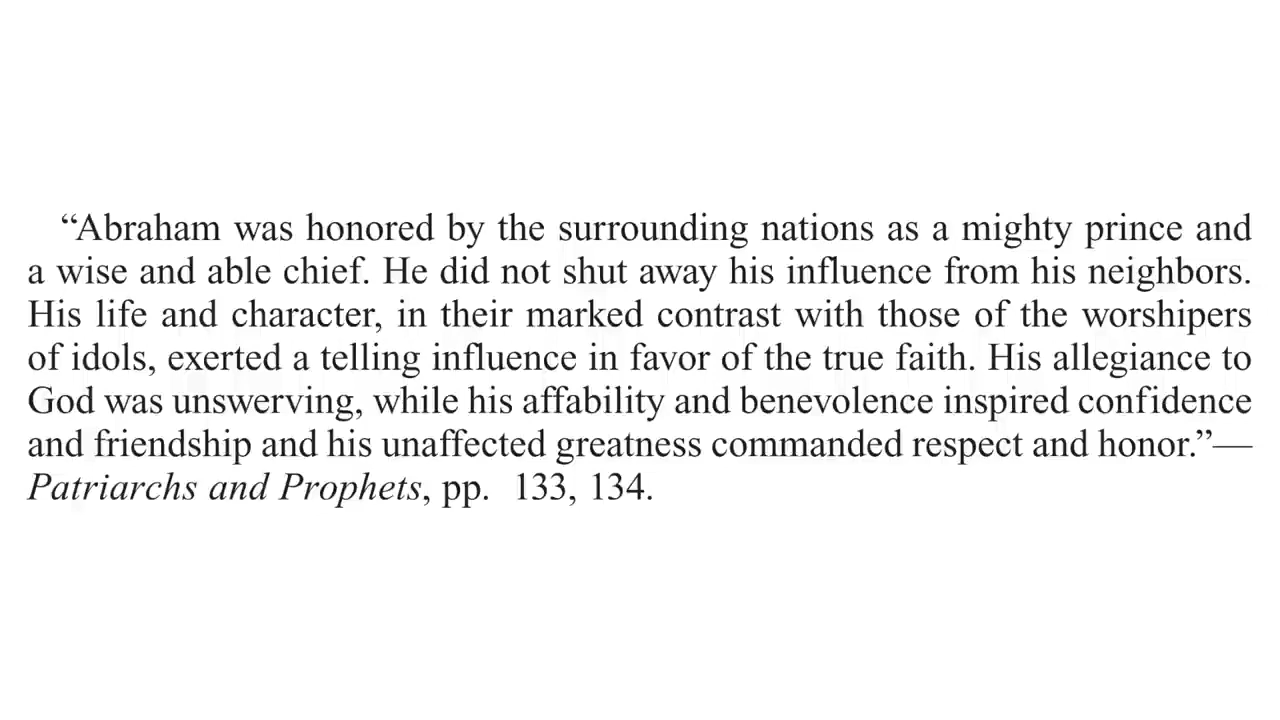 “Abraham was honored by the surrounding nations as a mighty prince and
a wise and able chief. He did not shut away his influence from his neighbors.
His life and character, in their marked contrast with those of the worshipers
of idols, exerted a telling influence in favor of the true faith. His allegiance to
God was unswerving, while his affability and benevolence inspired confidence
and friendship and his unaffected greatness commanded respect and honor.”—
Patriarchs and Prophets, pp.  133, 134.